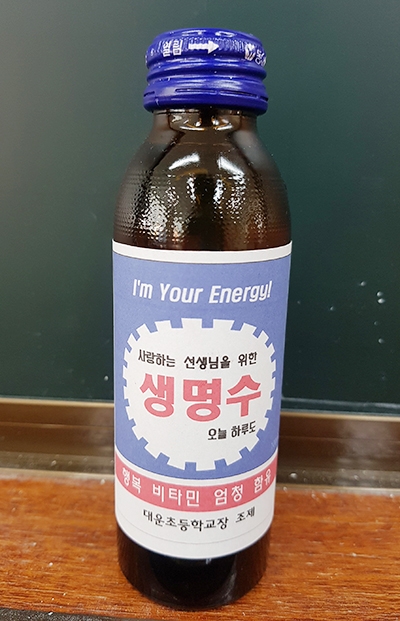 열림
I'm Your Energy!
사랑하는 선생님을 위한
생명수
오늘 하루도
행복 비타민 엄청 함유
대운초등학교장 조제